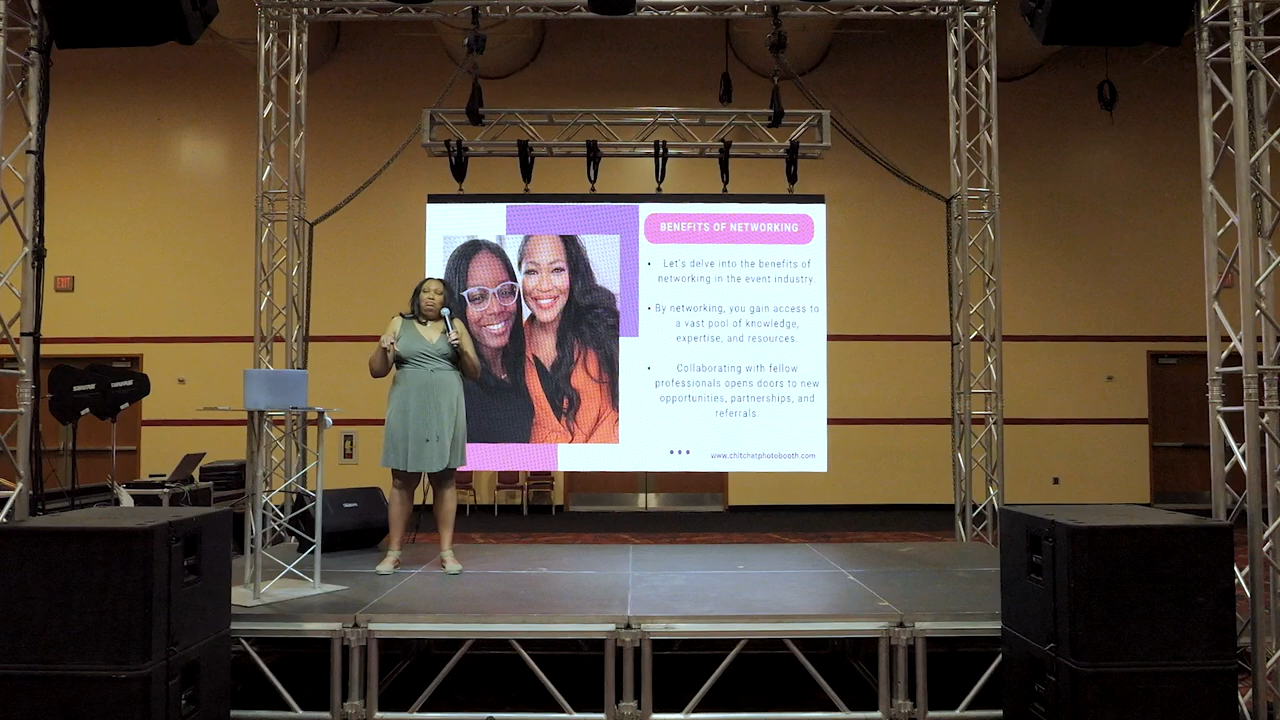 BENEFITS OF NETWORKING
• Let's delve into the benefits of
networking in the event industry.
• By networking, you gain access to
a vast pool of knowledge,
expertise, and resources.
• Collaborating with fellow
professionals opens doors to new
opportunities, partnerships, and
referrals.
www.chitchatphotobooth.com
EXIT